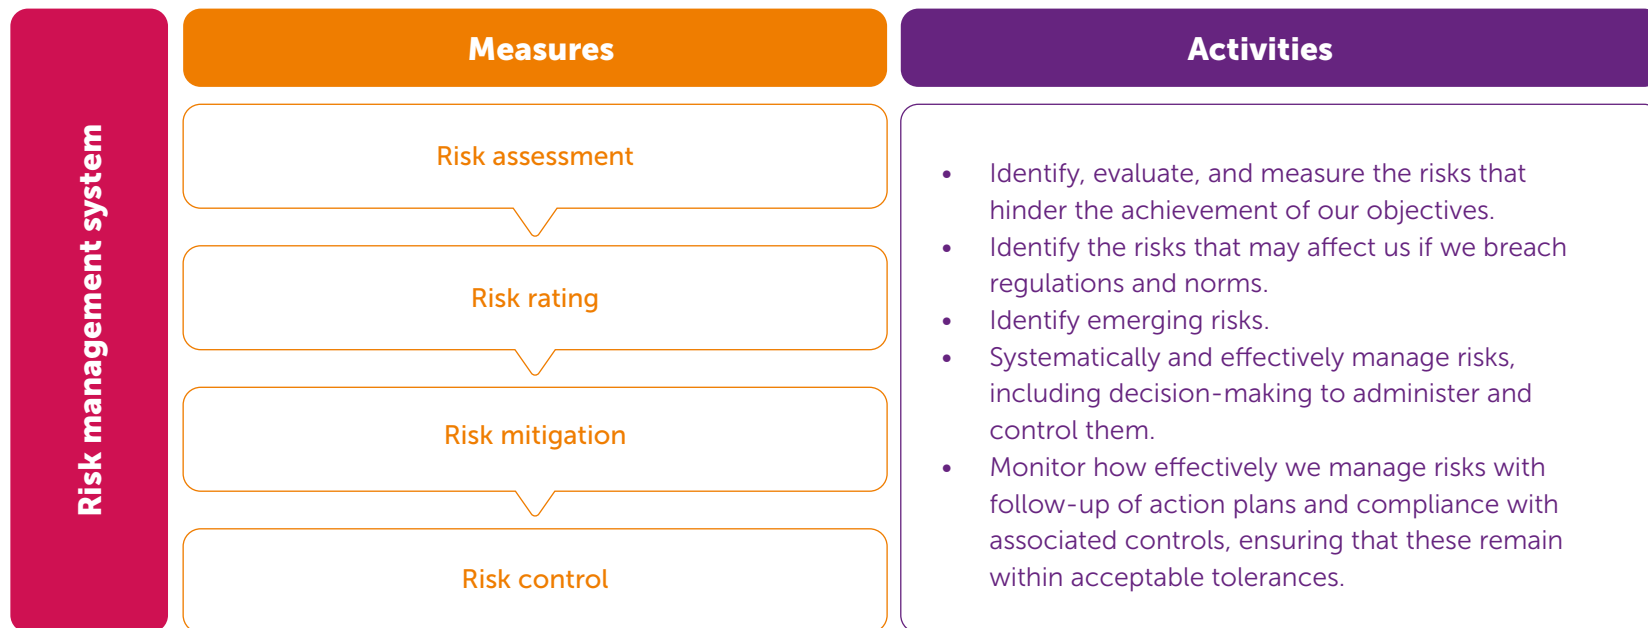 Risk management system
Measures
Risk assessment
Risk rating
Risk mitigation
Risk control
Activities
• Identify, evaluate, and measure the risks that
hinder the achievement of our objectives.
• Identify the risks that may affect us if we breach
regulations and norms.
• Identify emerging risks.
• Systematically and effectively manage risks,
including decision-making to administer and
control them.
• Monitor how effectively we manage risks with
follow-up of action plans and compliance with
associated controls, ensuring that these remain
within acceptable tolerances.